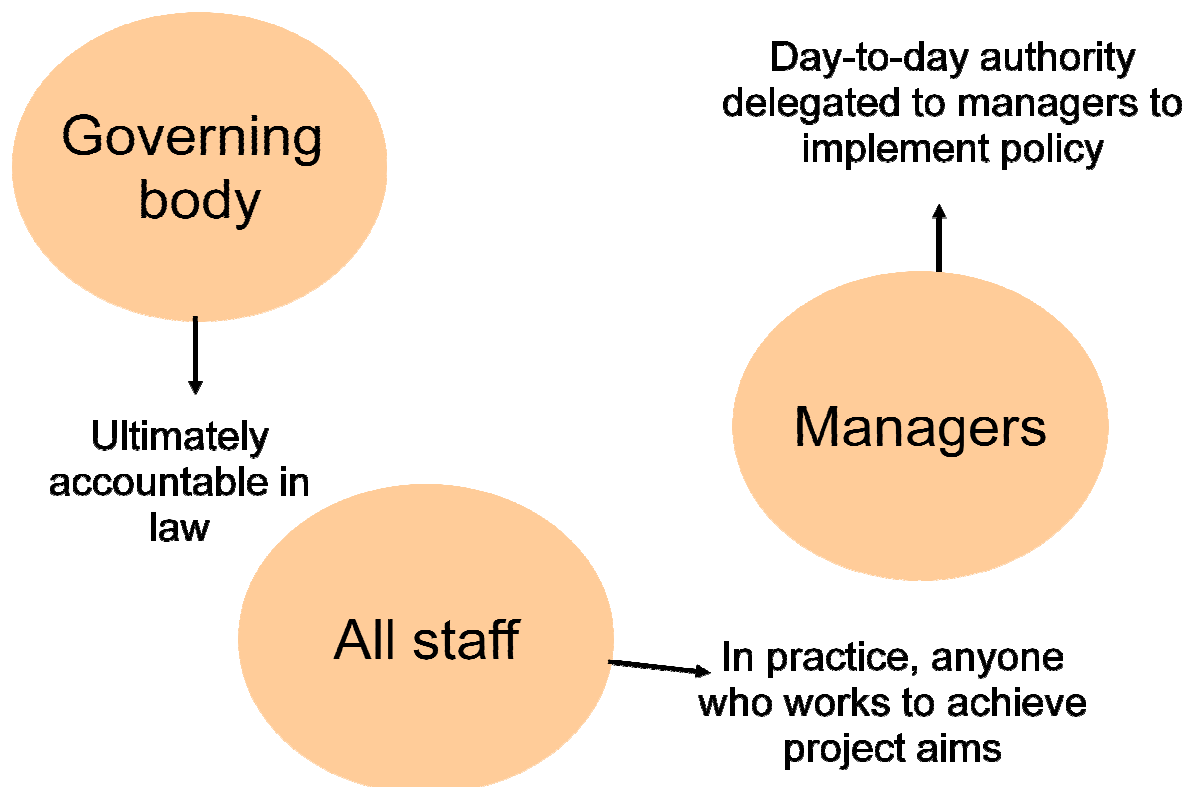 Governing
body
Ultimately
accountable in
law
Day-to-day authority
delegated to managers to
implement policy
Managers
All staff
In practice, anyone
who works to achieve
project aims